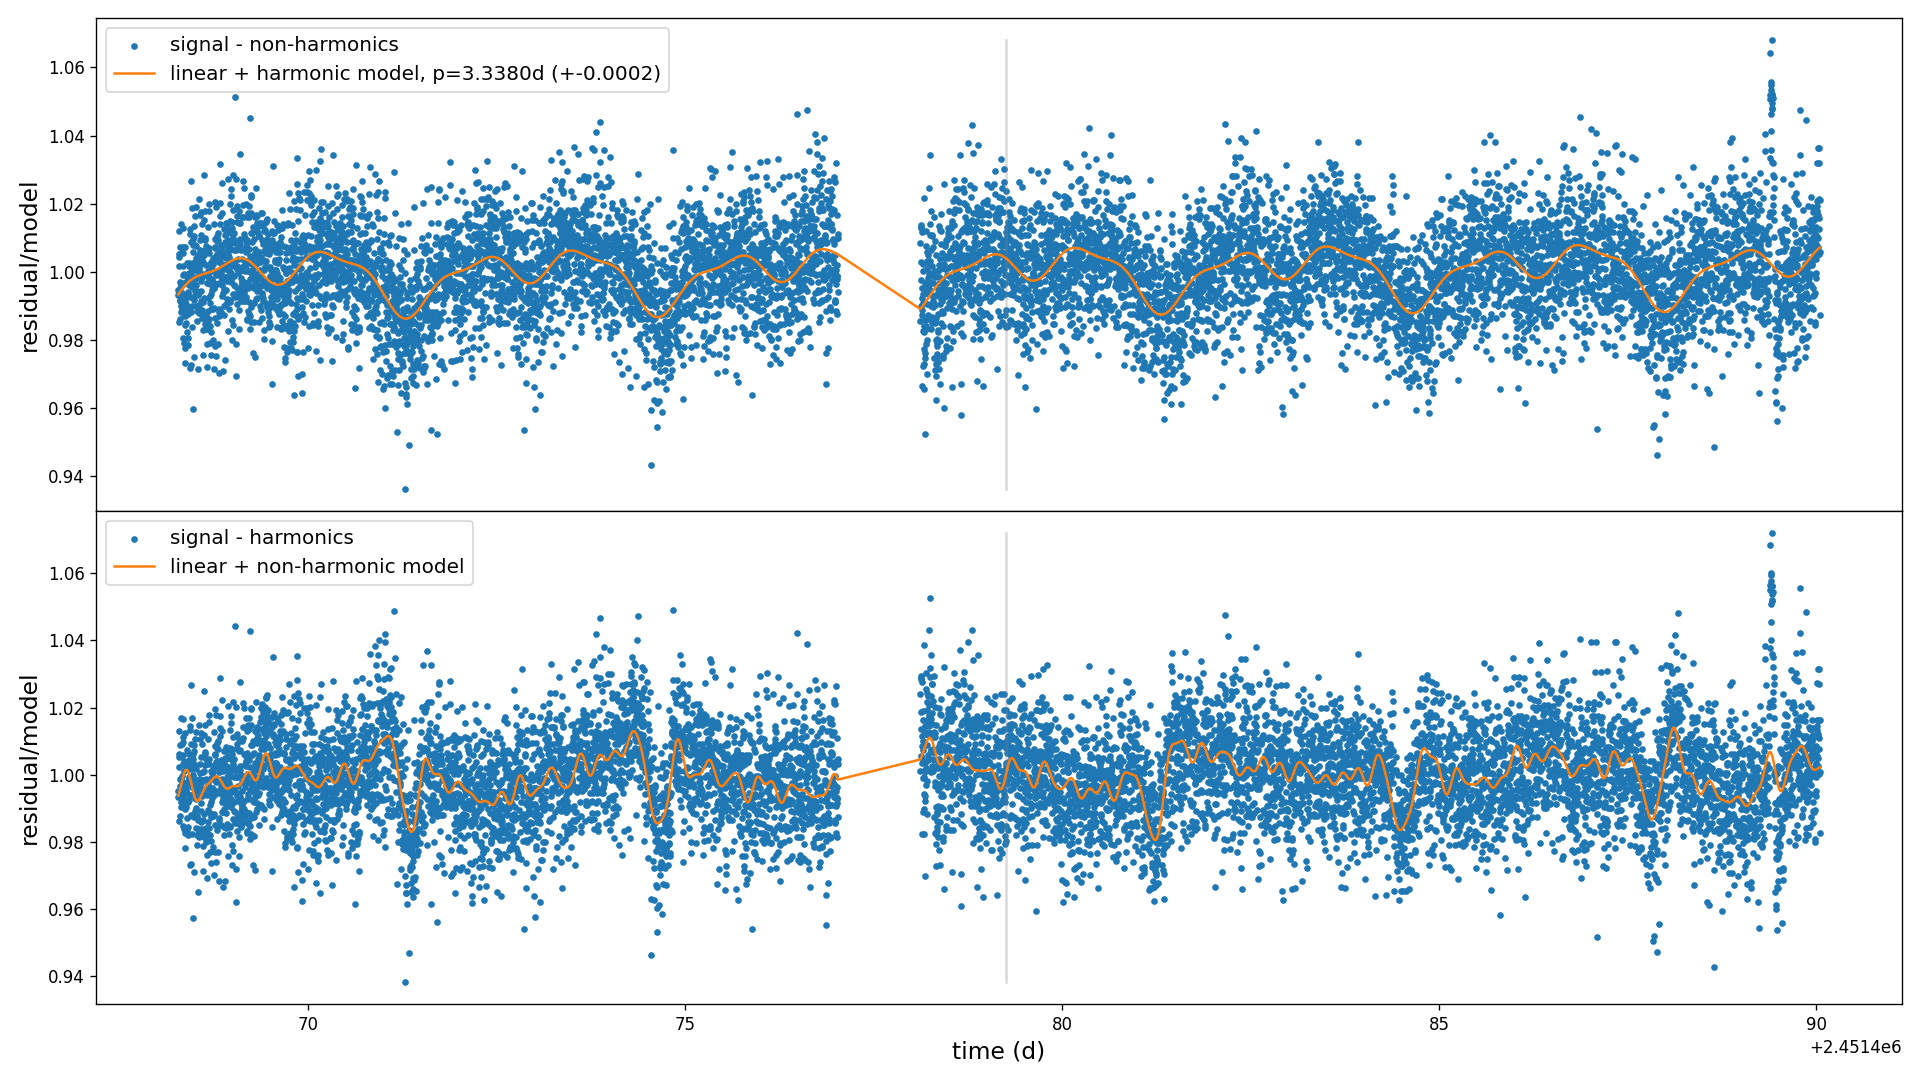 signal - non-harmonics
linear + harmonic model, p=3.3380d (+-0.0002)
1.06
1.04
1.02
1.00
0.98
0.96
0.94
residual/model
signal - harmonics
linear + non-harmonic model
1.06
1.04
1.02
1.00
0.98
0.96
0.94
residual/model
70 75 80 85 90
time (d)
+2.4514e6